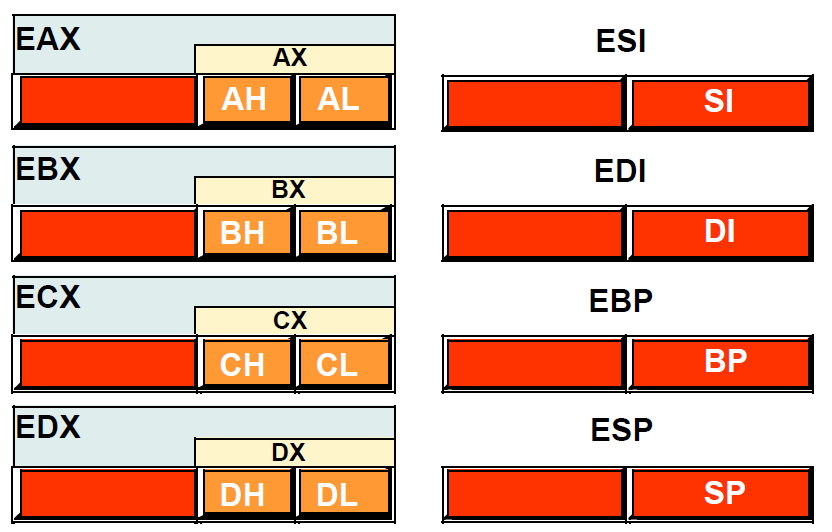 EAX
AX
AH AL
EBX
BX
BH BL
ECX
CX
CH CL
EDX
DX
DH DL
ESI
SI
EDI
DI
EBP
BP
ESP
SP